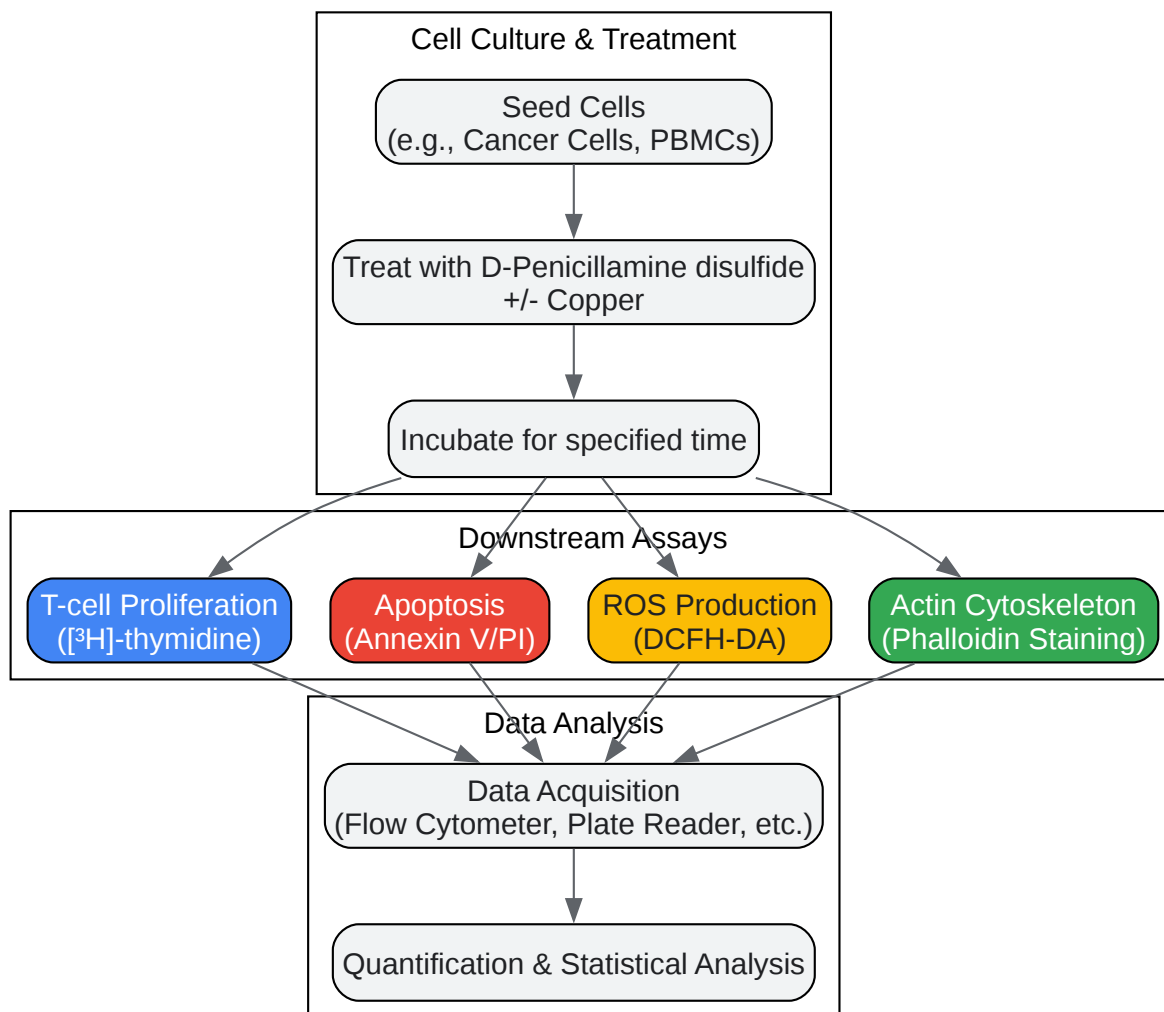 Cell Culture & Treatment
Seed Cells
(e.g., Cancer Cells, PBMCs)
Treat with D-Penicillamine disulfide
+/- Copper
Incubate for specified time
Downstream Assays
T-cell Proliferation
([³H]-thymidine)
Apoptosis
(Annexin V/PI)
ROS Production
(DCFH-DA)
Actin Cytoskeleton
(Phalloidin Staining)
Data Analysis
Data Acquisition
(Flow Cytometer, Plate Reader, etc.)
Quantification & Statistical Analysis